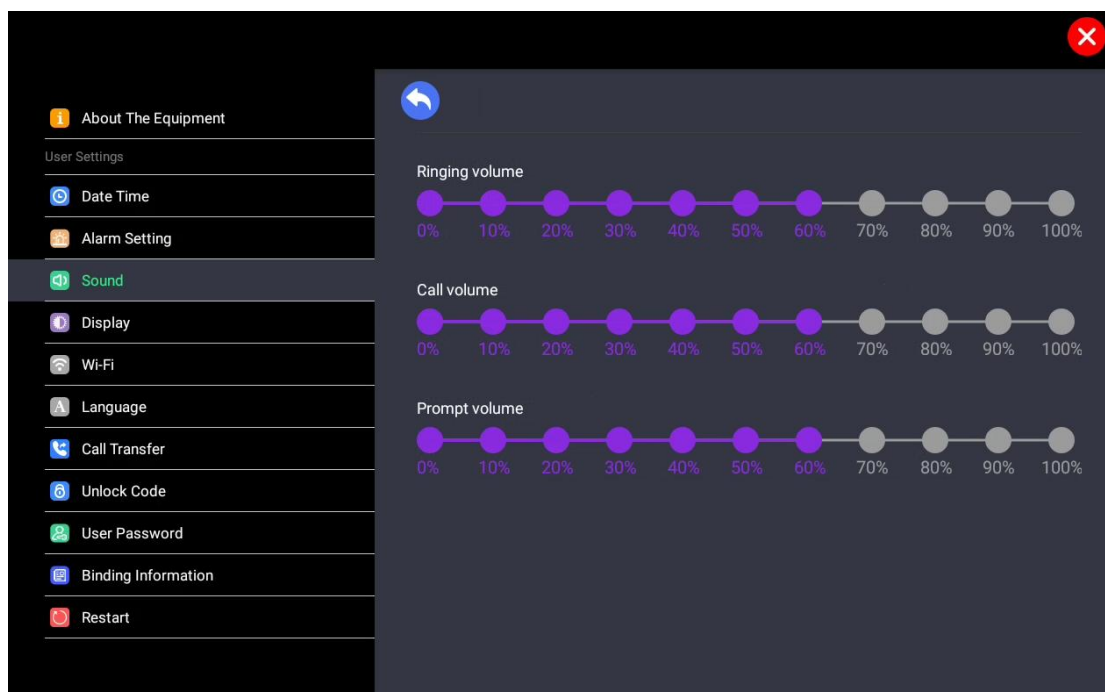 About The Equipment
User Settings
Date Time
Alarm Setting
Sound
Display
Wi-Fi
Language
Call Transfer
Unlock Code
User Password
Binding Information
Restart
Ringing volume
0% 10% 20% 30% 40% 50% 60% 70% 80% 90% 100%
Call volume
0% 10% 20% 30% 40% 50% 60% 70% 80% 90% 100%
Prompt volume
0% 10% 20% 30% 40% 50% 60% 70% 80% 90% 100%